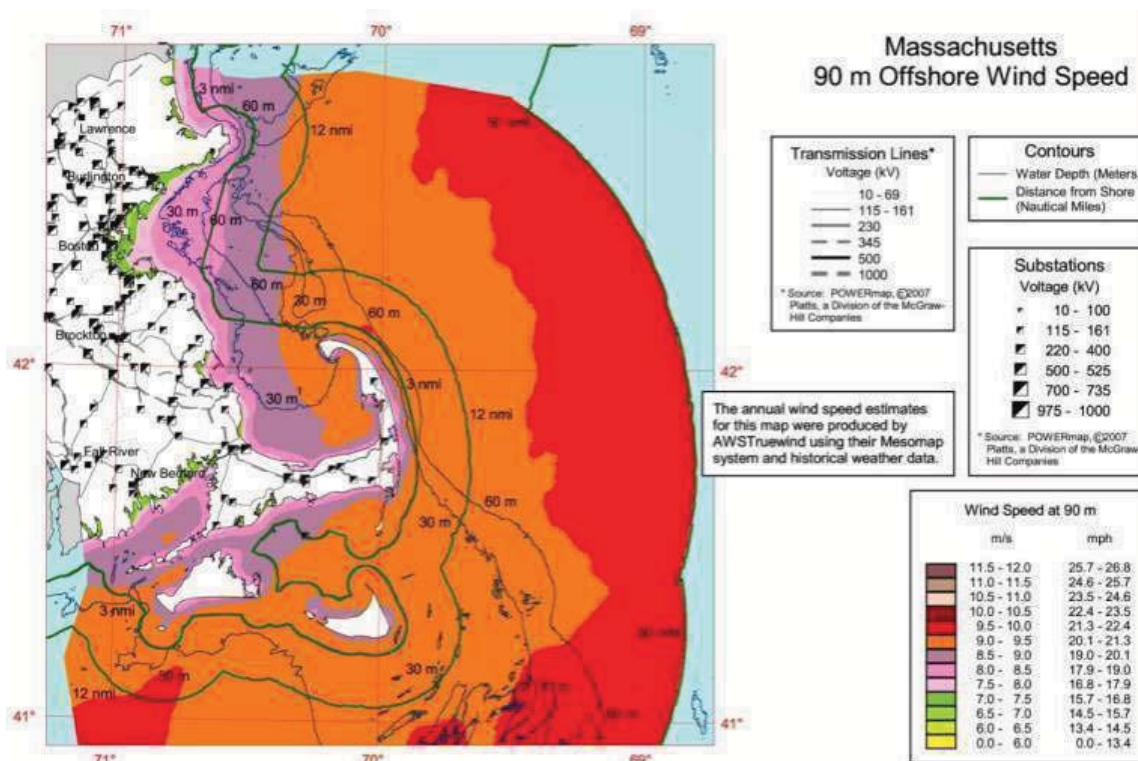 71°
70°
69°
3 nmi
60 m
12 nmi
Lawrence
Burlington
30 m
60 m
Boston
60 m
30 m
60 m
Brockton
42°
42°
3 nmi
30 m
12 nmi
Fall River
New Bedford
30 m
60 m
30 m
3 nmi
30 m
12 nmi
41°
41°
71°
70°
69°
Massachusetts
90 m Offshore Wind Speed
Transmission Lines*
Voltage (kV)
10 - 69
115 - 161
230
345
500
1000
* Source: POWERmap, ©2007
Platts, a Division of the McGraw-
Hill Companies
Contours
Water Depth (Meters
Distance from Shore
(Nautical Miles)
Substations
Voltage (kV)
10 - 100
115 - 161
220 - 400
500 - 525
700 - 735
975 - 1000
* Source: POWERmap, ©2007
Platts, a Division of the McGraw-
Hill Companies
The annual wind speed estimates
for this map were produced by
AWSTruewind using their Mesomap
system and historical weather data.
Wind Speed at 90 m
m/s mph
11.5 - 12.0 25.7 - 26.8
11.0 - 11.5 24.6 - 25.7
10.5 - 11.0 23.5 - 24.6
10.0 - 10.5 22.4 - 23.5
9.5 - 10.0 21.3 - 22.4
9.0 - 9.5 20.1 - 21.3
8.5 - 9.0 19.0 - 20.1
8.0 - 8.5 17.9 - 19.0
7.5 - 8.0 16.8 - 17.9
7.0 - 7.5 15.7 - 16.8
6.5 - 7.0 14.5 - 15.7
6.0 - 6.5 13.4 - 14.5
0.0 - 6.0 0.0 - 13.4